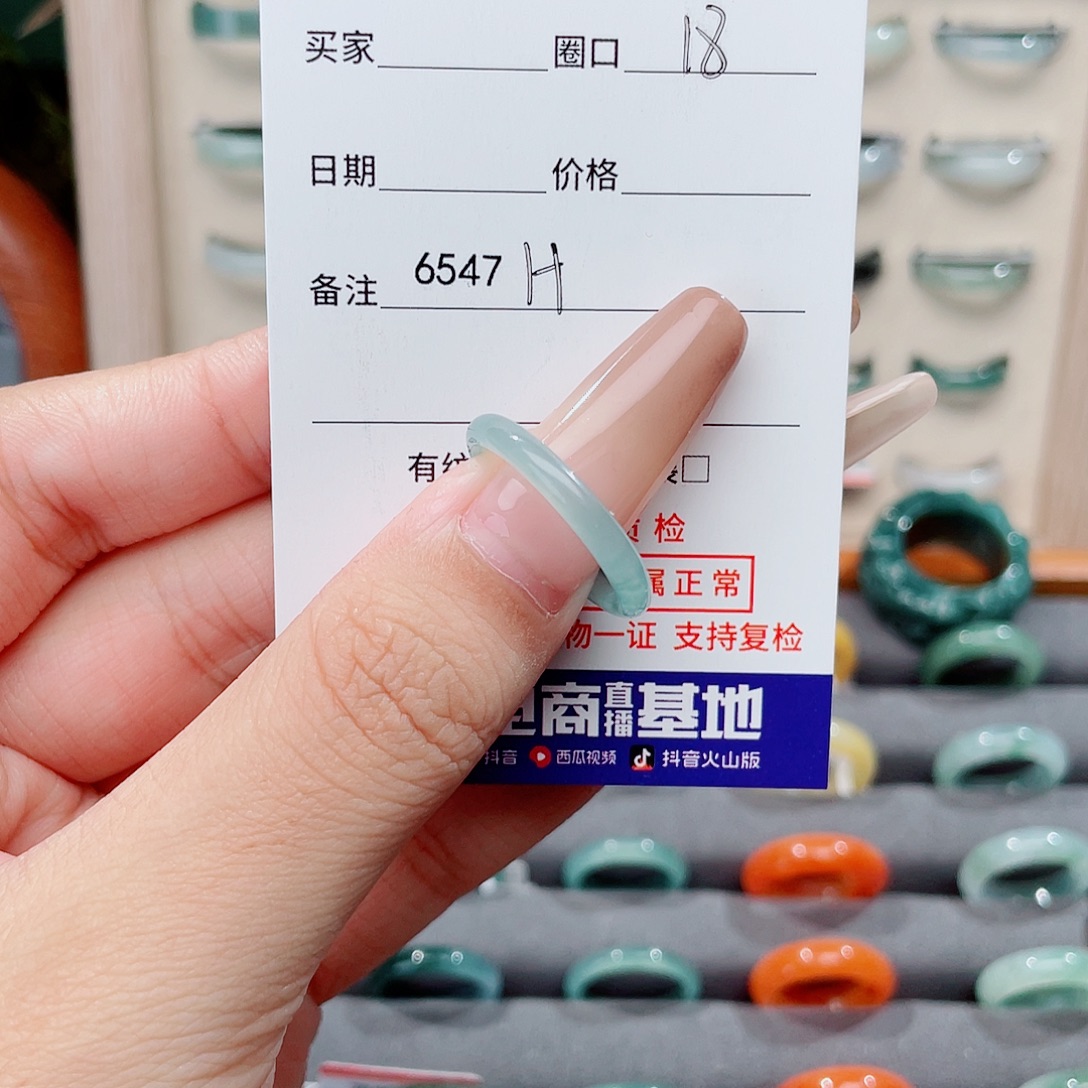 买家 圈口 18
日期 价格
备注 6547 H
有纹 □
检
属正常
物一证 支持复检
电商直播基地
抖音 西瓜视频 抖音火山版